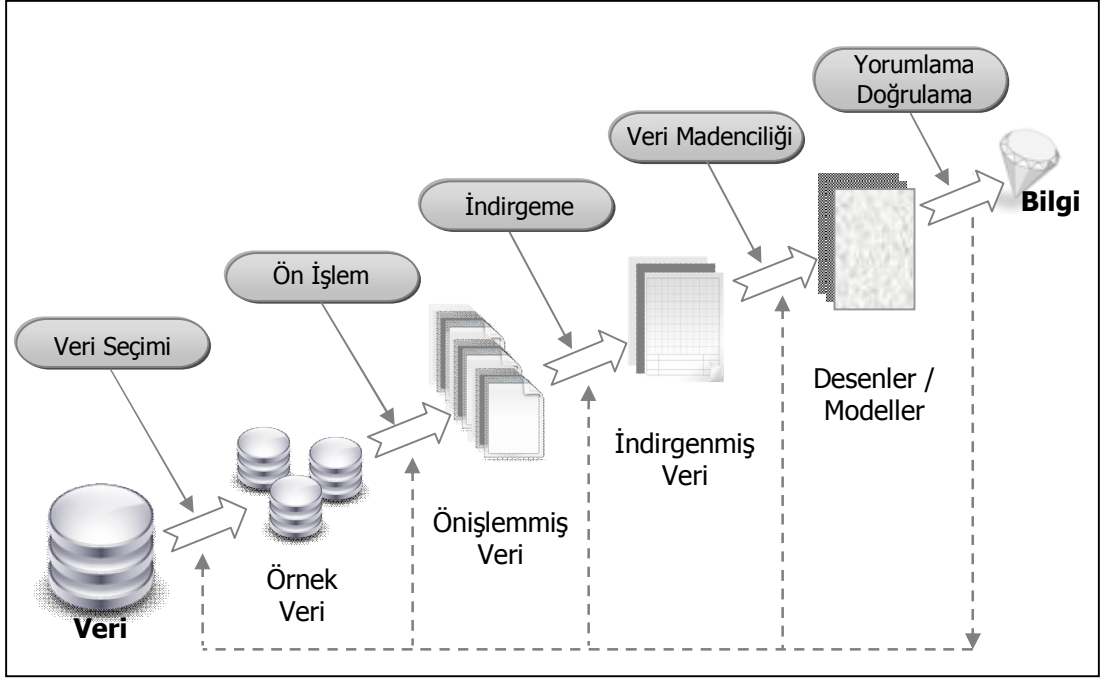 Yorumlama
Doğrulama
Veri Madenciliği
Bilgi
İndirgeme
Ön İşlem
Veri Seçimi
Desenler /
Modeller
İndirgenmiş
Veri
Önişlemmiş
Veri
Örnek
Veri
Veri